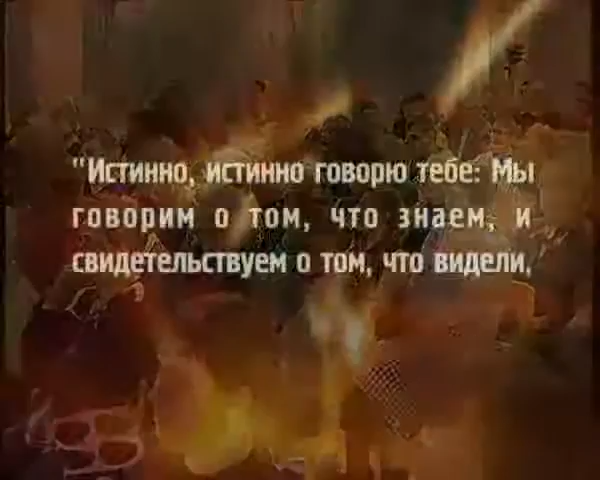 "Истинно, истинно говорю тебе: Мы
говорим о том, что знаем, и
свидетельствуем о том, что видели,